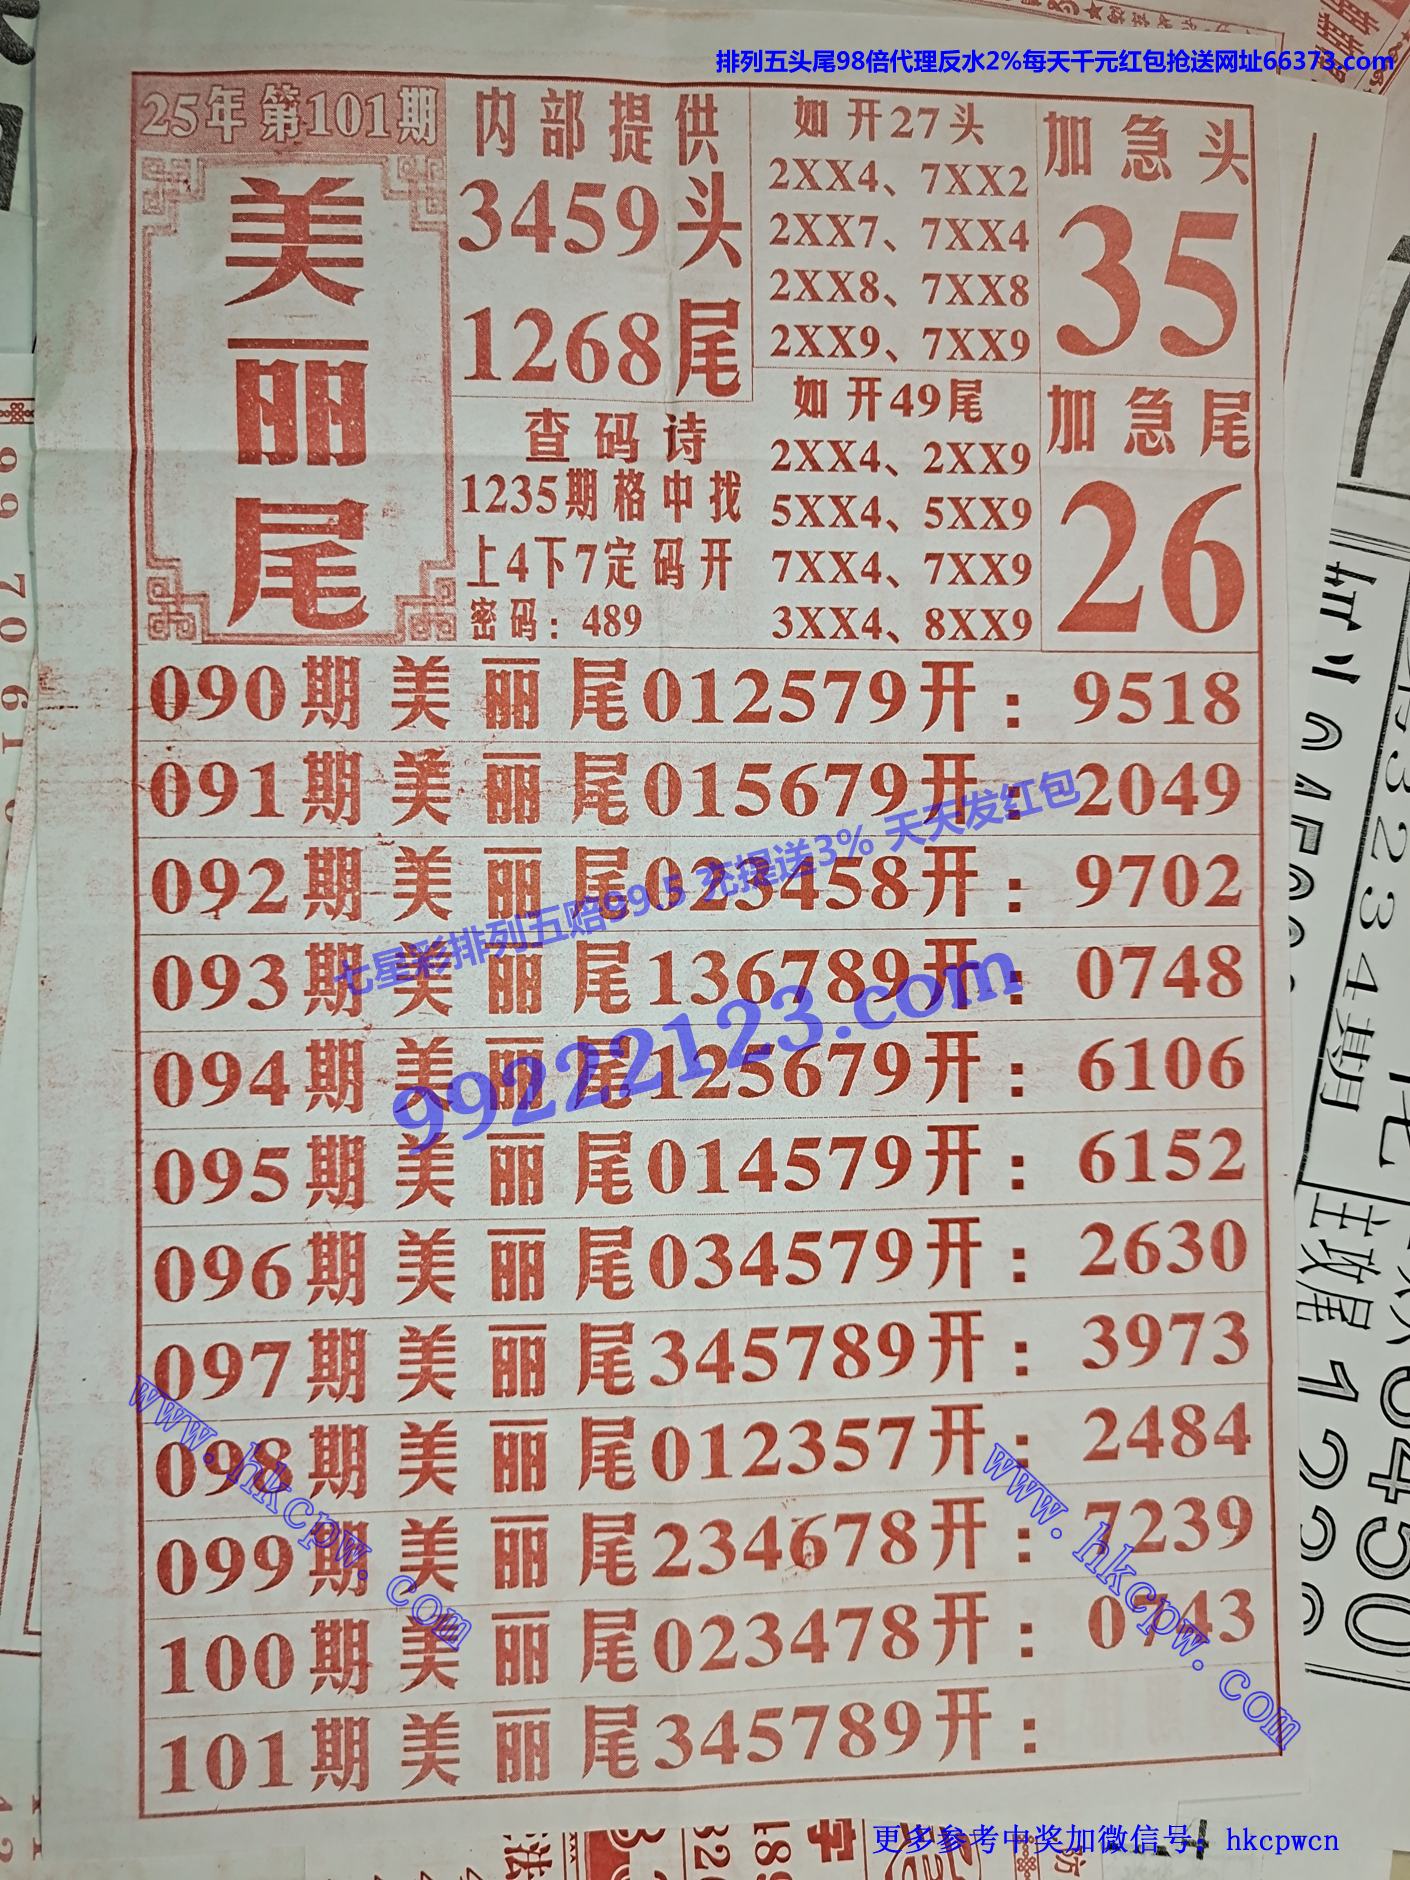 排列五头尾98倍代理反水2%每天千元红包抢送网址66373.com
25年第101期
美丽尾
内部提供
3459头
1268尾
查码诗
1235期格中找
上4下7定码开
密码：489
如开27头
2XX4、7XX2
2XX7、7XX4
2XX8、7XX8
2XX9、7XX9
如开49尾
2XX4、2XX9
5XX4、5XX9
7XX4、7XX9
3XX4、8XX9
加急头
35
加急尾
26
090期美丽尾012579开：9518
091期美丽尾015679开：2049
092期美丽尾023458开：9702
093期美丽尾136789开：0748
094期美丽尾125679开：6106
095期美丽尾014579开：6152
096期美丽尾034579开：2630
097期美丽尾345789开：3973
098期美丽尾012357开：2484
099期美丽尾234678开：7239
100期美丽尾023478开：0743
101期美丽尾345789开：
七星彩排列五赔99.5 充提送3% 天天发红包
99222123.com
www.hkcpw.com
www.hkcpw.com
更多参考中奖加微信号：hkcpwcn
3234期
主攻尾